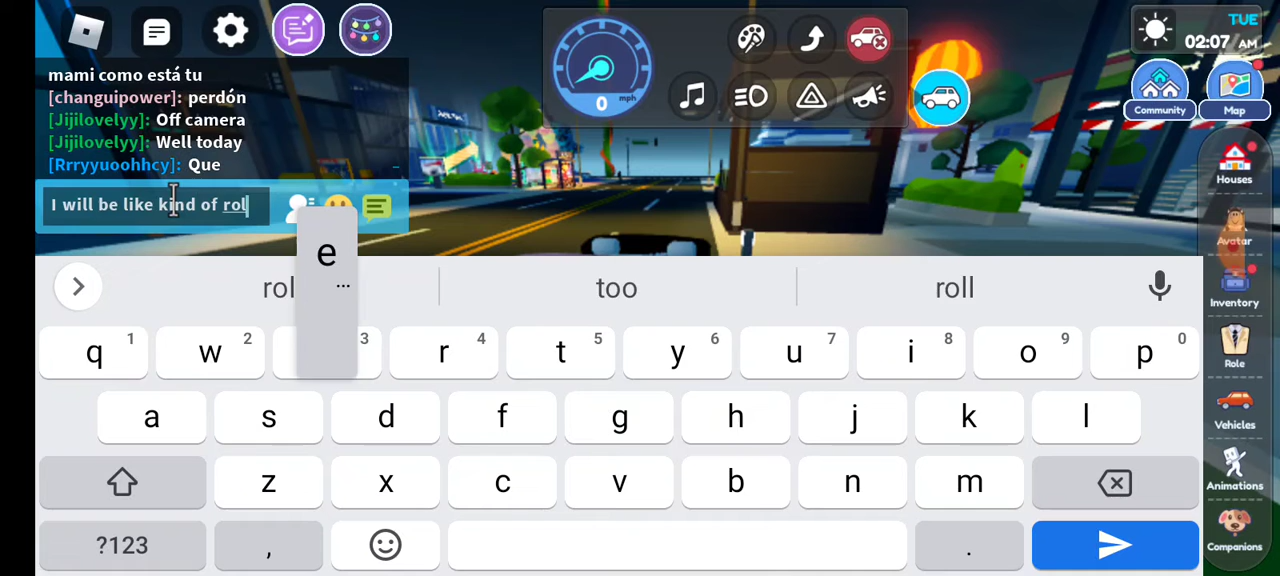 TUE
02:07 AM
mami como está tu
[changuipower]: perdón
[Jijilovelyy]: Off camera
[Jijilovelyy]: Well today
[Rrryyuoohhcy]: Que
I will be like kind of rol
0
mph
Community
Map
Houses
Avatar
Inventory
Role
Vehicles
Animations
Companions
e
...
rol
too
roll
q 1 w 2 3 r 4 t 5 y 6 u 7 i 8 o 9 p 0
a s d f g h j k l
z x c v b n m
?123 , .